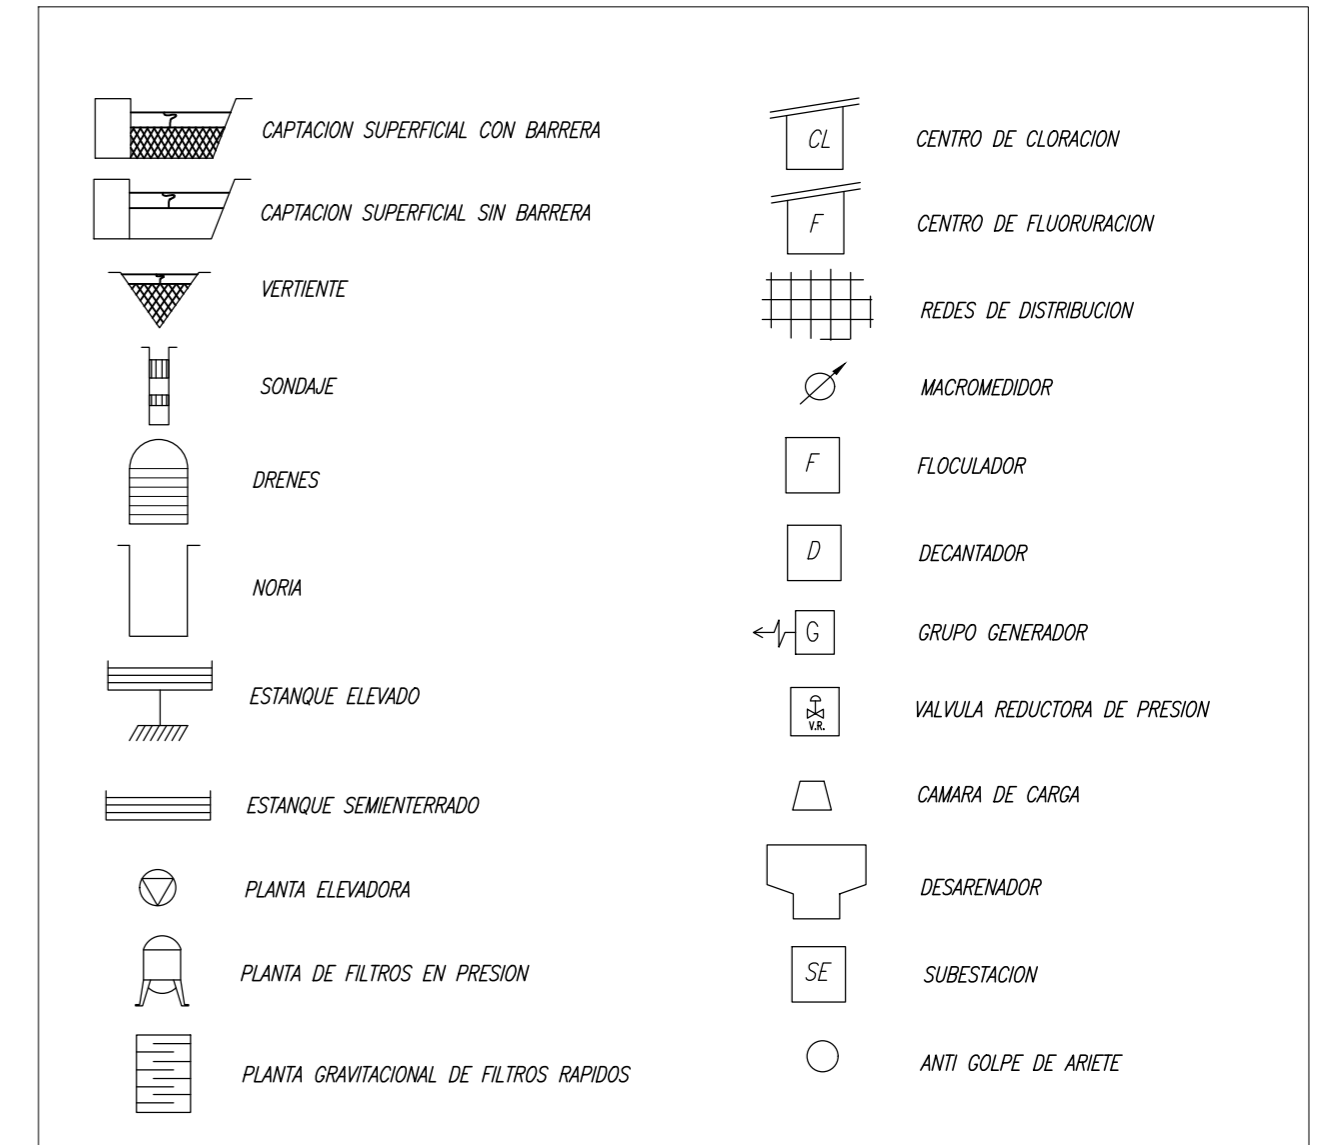 CAPTACION SUPERFICIAL CON BARRERA
CAPTACION SUPERFICIAL SIN BARRERA
VERTIENTE
SONDAJE
DRENES
NORIA
ESTANQUE ELEVADO
ESTANQUE SEMIENTERRADO
PLANTA ELEVADORA
PLANTA DE FILTROS EN PRESION
PLANTA GRAVITACIONAL DE FILTROS RAPIDOS
CL CENTRO DE CLORACION
F CENTRO DE FLUORURACION
REDES DE DISTRIBUCION
MACROMEDIDOR
F FLOCULADOR
D DECANTADOR
G GRUPO GENERADOR
V.R. VALVULA REDUCTORA DE PRESION
CAMARA DE CARGA
DESARENADOR
SE SUBESTACION
ANTI GOLPE DE ARIETE